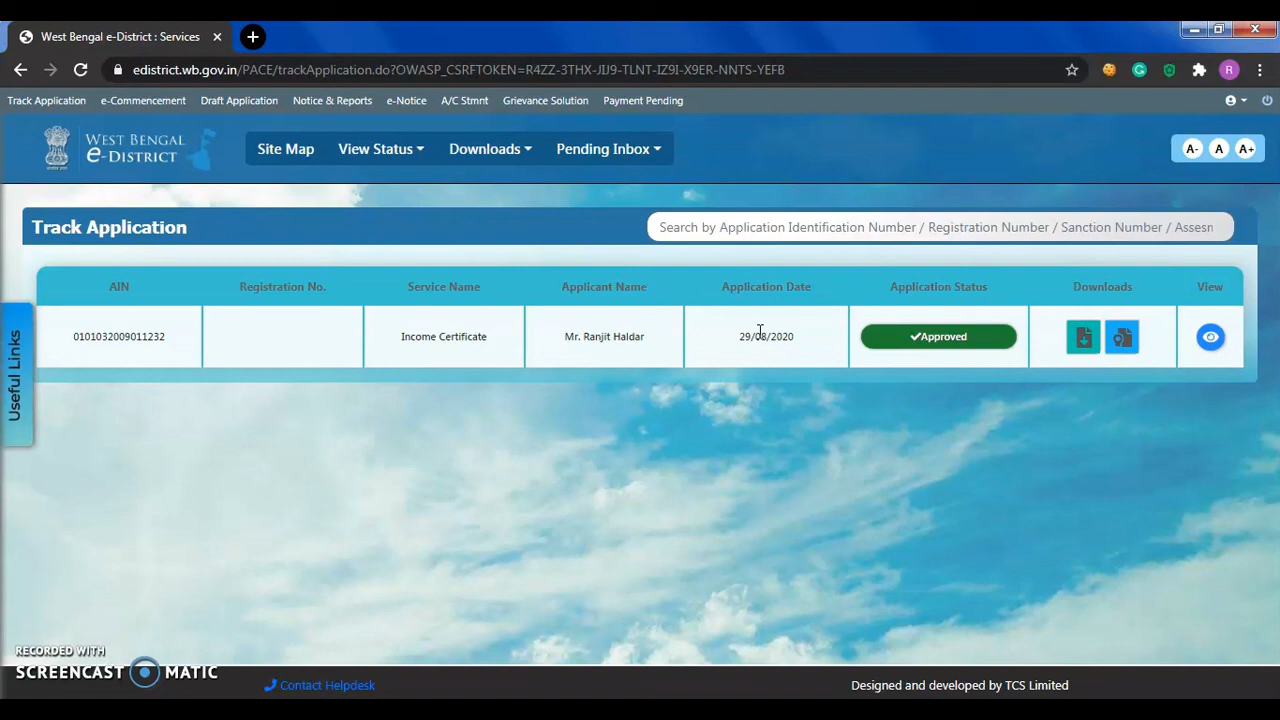 West Bengal e-District : Services
edistrict.wb.gov.in/PACE/trackApplication.do?OWASP_CSRFTOKEN=R4ZZ-3THX-JIJ9-TLNT-IZ9I-X9ER-NNTS-YEFB
R
Track Application e-Commencement Draft Application Notice & Reports e-Notice A/C Stmnt Grievance Solution Payment Pending
WEST BENGAL
e-DISTRICT
Site Map View Status Downloads Pending Inbox
A- A A+
Track Application
Search by Application Identification Number / Registration Number / Sanction Number / Assesn
AIN Registration No. Service Name Applicant Name Application Date Application Status Downloads View
0101032009011232 Income Certificate Mr. Ranjit Haldar 29/08/2020 Approved
Useful Links
RECORDED WITH
SCREENCAST MATIC
Contact Helpdesk
Designed and developed by TCS Limited